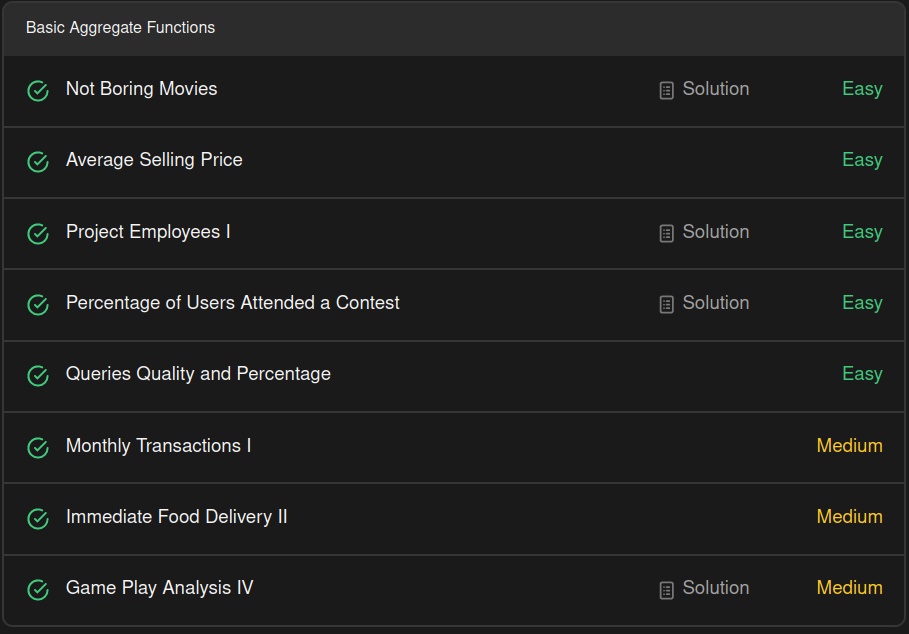 Basic Aggregate Functions
Not Boring Movies Solution Easy
Average Selling Price Easy
Project Employees I Solution Easy
Percentage of Users Attended a Contest Solution Easy
Queries Quality and Percentage Easy
Monthly Transactions I Medium
Immediate Food Delivery II Medium
Game Play Analysis IV Solution Medium